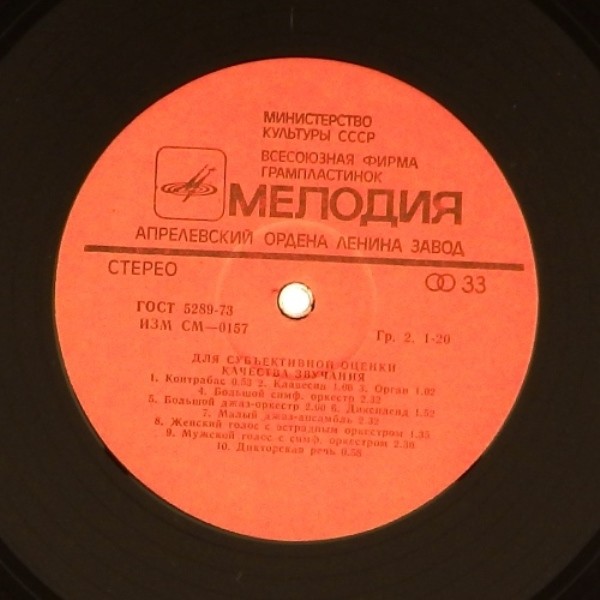 МИНИСТЕРСТВО
КУЛЬТУРЫ СССР
ВСЕСОЮЗНАЯ ФИРМА
ГРАМПЛАСТИНОК
МЕЛОДИЯ
АПРЕЛЕВСКИЙ ОРДЕНА ЛЕНИНА ЗАВОД
СТЕРЕО
33
ГОСТ 5289-73
ИЗМ СМ—0157
Гр. 2. 1-20
ДЛЯ СУБЪЕКТИВНОЙ ОЦЕНКИ
КАЧЕСТВА ЗВУЧАНИЯ
1. Контрабас 0.53 2. Клавесин 1.00 3. Орган 1.02
4. Большой симф. оркестр 2.32
5. Большой джаз-оркестр 2.00 6. Диксиленд 1.52
7. Малый джаз-ансамбль 2.32
8. Женский голос с эстрадным оркестром 1.35
9. Мужской голос с симф. оркестром 2.30
10. Дикторская речь 0.58